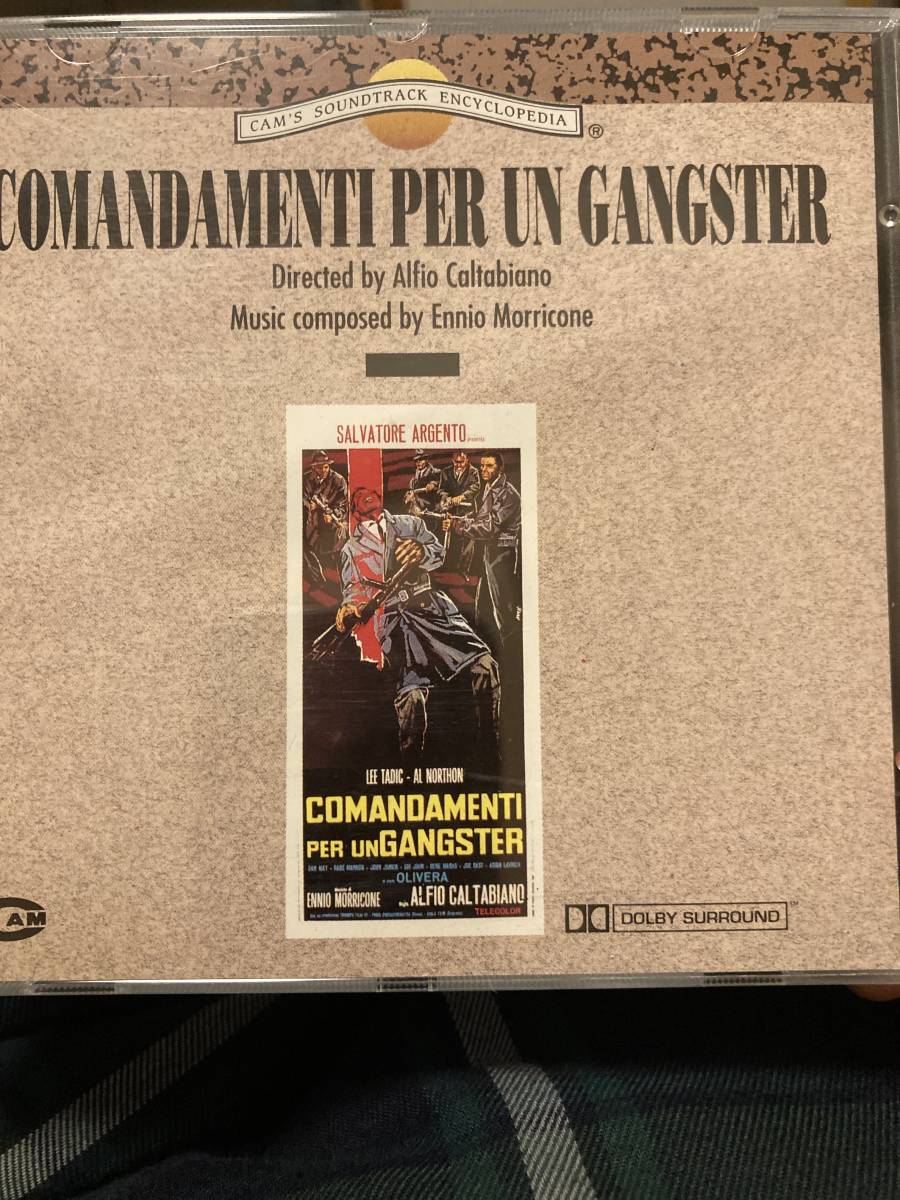 CAM'S SOUNDTRACK ENCYCLOPEDIA ®
COMANDAMENTI PER UN GANGSTER
Directed by Alfio Caltabiano
Music composed by Ennio Morricone
SALVATORE ARGENTO
LEE TADIC - AL NORTHON
COMANDAMENTI
PER UN GANGSTER
OLIVERA
ENNIO MORRICONE
ALFIO CALTABIANO
TELECOLOR
CAM
DOLBY SURROUND